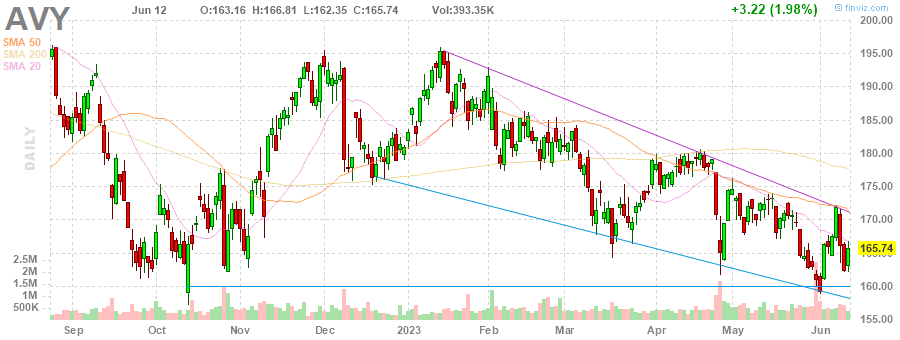 AVY
Jun 12 O:163.16 H:166.81 L:162.35 C:165.74 Vol:393.35K +3.22 (1.98%)
© finviz.com
SMA 50
SMA 200
SMA 20
DAILY
200.00
195.00
190.00
185.00
180.00
175.00
170.00
165.74
160.00
155.00
2.5M
2M
1.5M
1M
500K
Sep Oct Nov Dec 2023 Feb Mar Apr May Jun